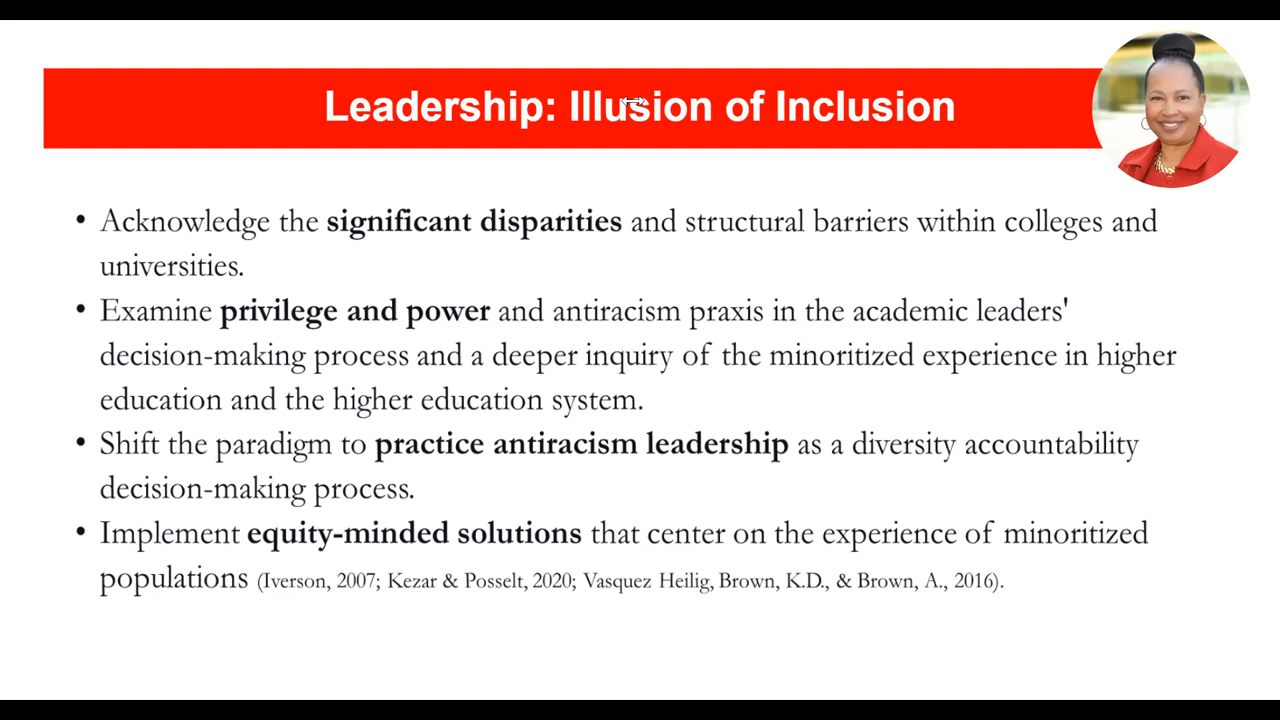 Leadership: Illusion of Inclusion
• Acknowledge the significant disparities and structural barriers within colleges and
universities.
• Examine privilege and power and antiracism praxis in the academic leaders'
decision-making process and a deeper inquiry of the minoritized experience in higher
education and the higher education system.
• Shift the paradigm to practice antiracism leadership as a diversity accountability
decision-making process.
• Implement equity-minded solutions that center on the experience of minoritized
populations (Iverson, 2007; Kezar & Posselt, 2020; Vasquez Heilig, Brown, K.D., & Brown, A., 2016).